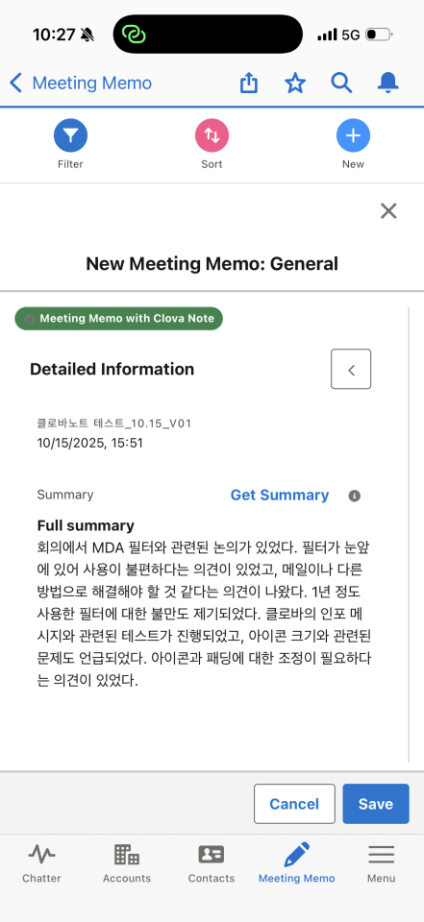 10:27
5G
Meeting Memo
Filter
Sort
New
New Meeting Memo: General
Meeting Memo with Clova Note
Detailed Information
클로바노트 테스트_10.15_V01
10/15/2025, 15:51
Summary
Get Summary
Full summary
회의에서 MDA 필터와 관련된 논의가 있었다. 필터가 눈앞
에 있어 사용이 불편하다는 의견이 있었고, 메일이나 다른
방법으로 해결해야 할 것 같다는 의견이 나왔다. 1년 정도
사용한 필터에 대한 불만도 제기되었다. 클로바의 인포 메
시지와 관련된 테스트가 진행되었고, 아이콘 크기와 관련된
문제도 언급되었다. 아이콘과 패딩에 대한 조정이 필요하다
는 의견이 있었다.
Cancel
Save
Chatter
Accounts
Contacts
Meeting Memo
Menu